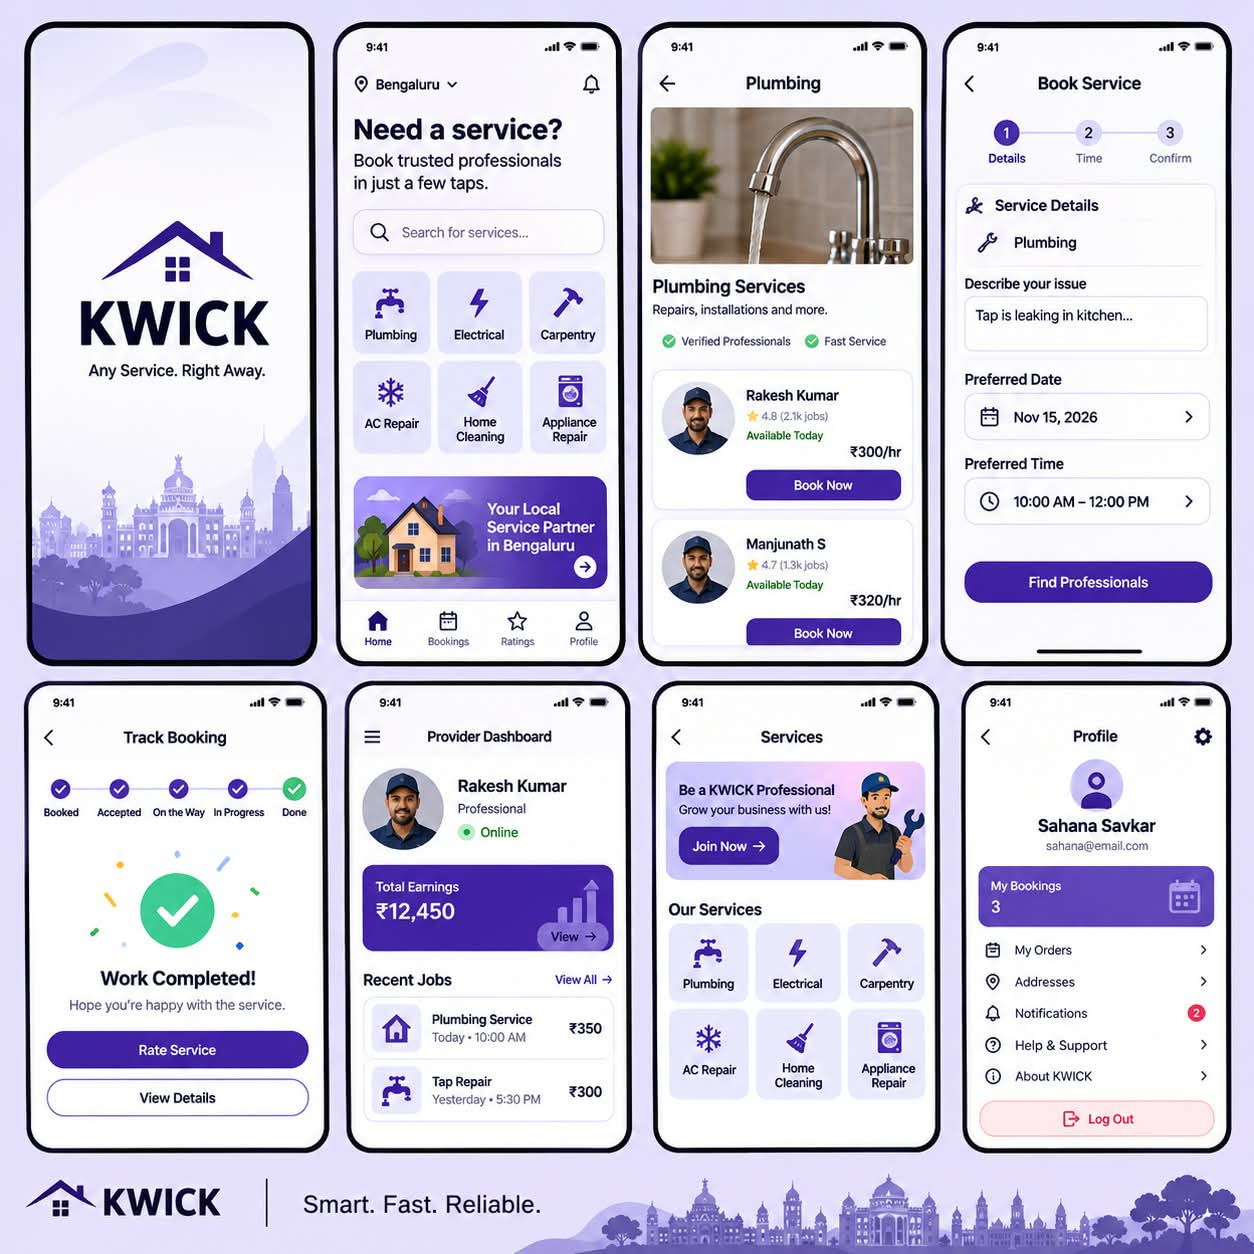 KWICK
Any Service. Right Away.
9:41
Bengaluru
Need a service?
Book trusted professionals
in just a few taps.
Search for services...
Plumbing
Electrical
Carpentry
AC Repair
Home
Cleaning
Appliance
Repair
Your Local
Service Partner
in Bengaluru
Home
Bookings
Ratings
Profile
9:41
Plumbing
Plumbing Services
Repairs, installations and more.
Verified Professionals
Fast Service
Rakesh Kumar
4.8 (2.1k jobs)
Available Today
₹300/hr
Book Now
Manjunath S
4.7 (1.3k jobs)
Available Today
₹320/hr
Book Now
9:41
Book Service
1 2 3
Details Time Confirm
Service Details
Plumbing
Describe your issue
Tap is leaking in kitchen...
Preferred Date
Nov 15, 2026
Preferred Time
10:00 AM – 12:00 PM
Find Professionals
9:41
Track Booking
Booked Accepted On the Way In Progress Done
Work Completed!
Hope you're happy with the service.
Rate Service
View Details
9:41
Provider Dashboard
Rakesh Kumar
Professional
Online
Total Earnings
₹12,450
View →
Recent Jobs View All →
Plumbing Service
Today • 10:00 AM
₹350
Tap Repair
Yesterday • 5:30 PM
₹300
9:41
Services
Be a KWICK Professional
Grow your business with us!
Join Now →
Our Services
Plumbing
Electrical
Carpentry
AC Repair
Home
Cleaning
Appliance
Repair
9:41
Profile
Sahana Savkar
sahana@email.com
My Bookings
3
My Orders
Addresses
Notifications 2
Help & Support
About KWICK
Log Out
KWICK
Smart. Fast. Reliable.